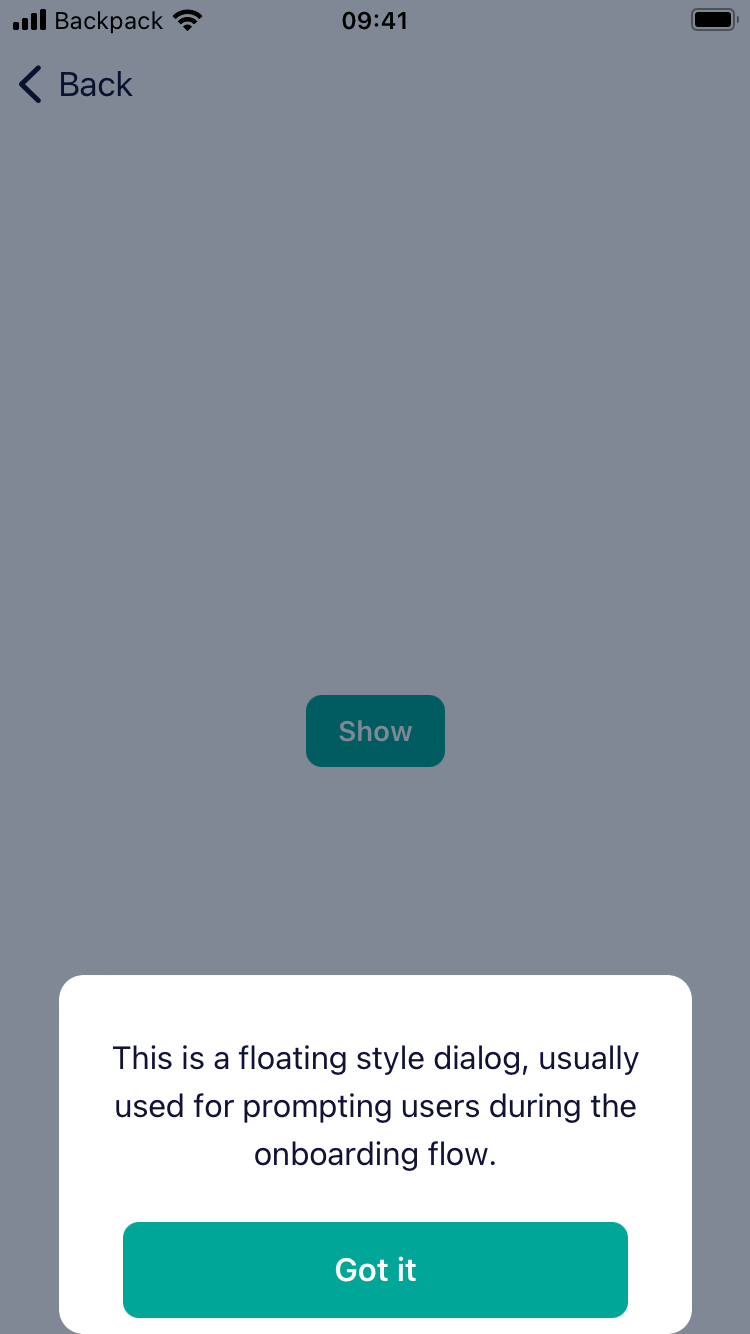 Backpack 09:41
Back
Show
This is a floating style dialog, usually
used for prompting users during the
onboarding flow.
Got it